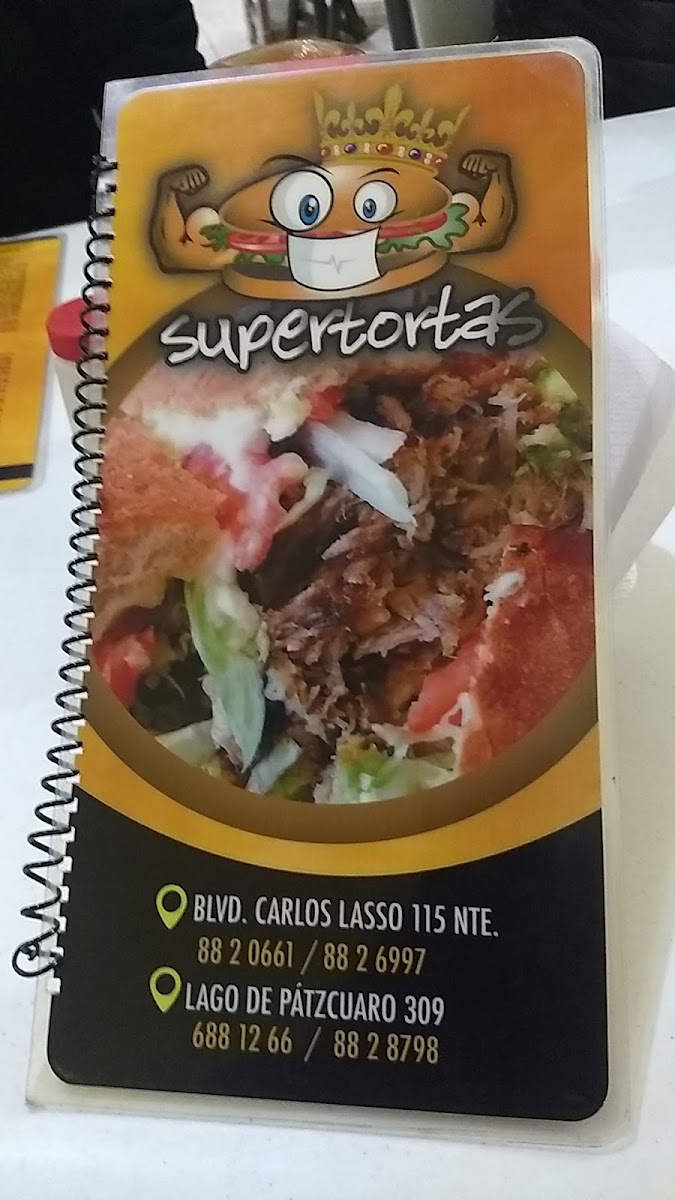 supertortas
BLVD. CARLOS LASSO 115 NTE.
88 2 0661 / 88 2 6997
LAGO DE PÁTZCUARO 309
688 12 66 / 88 2 8798